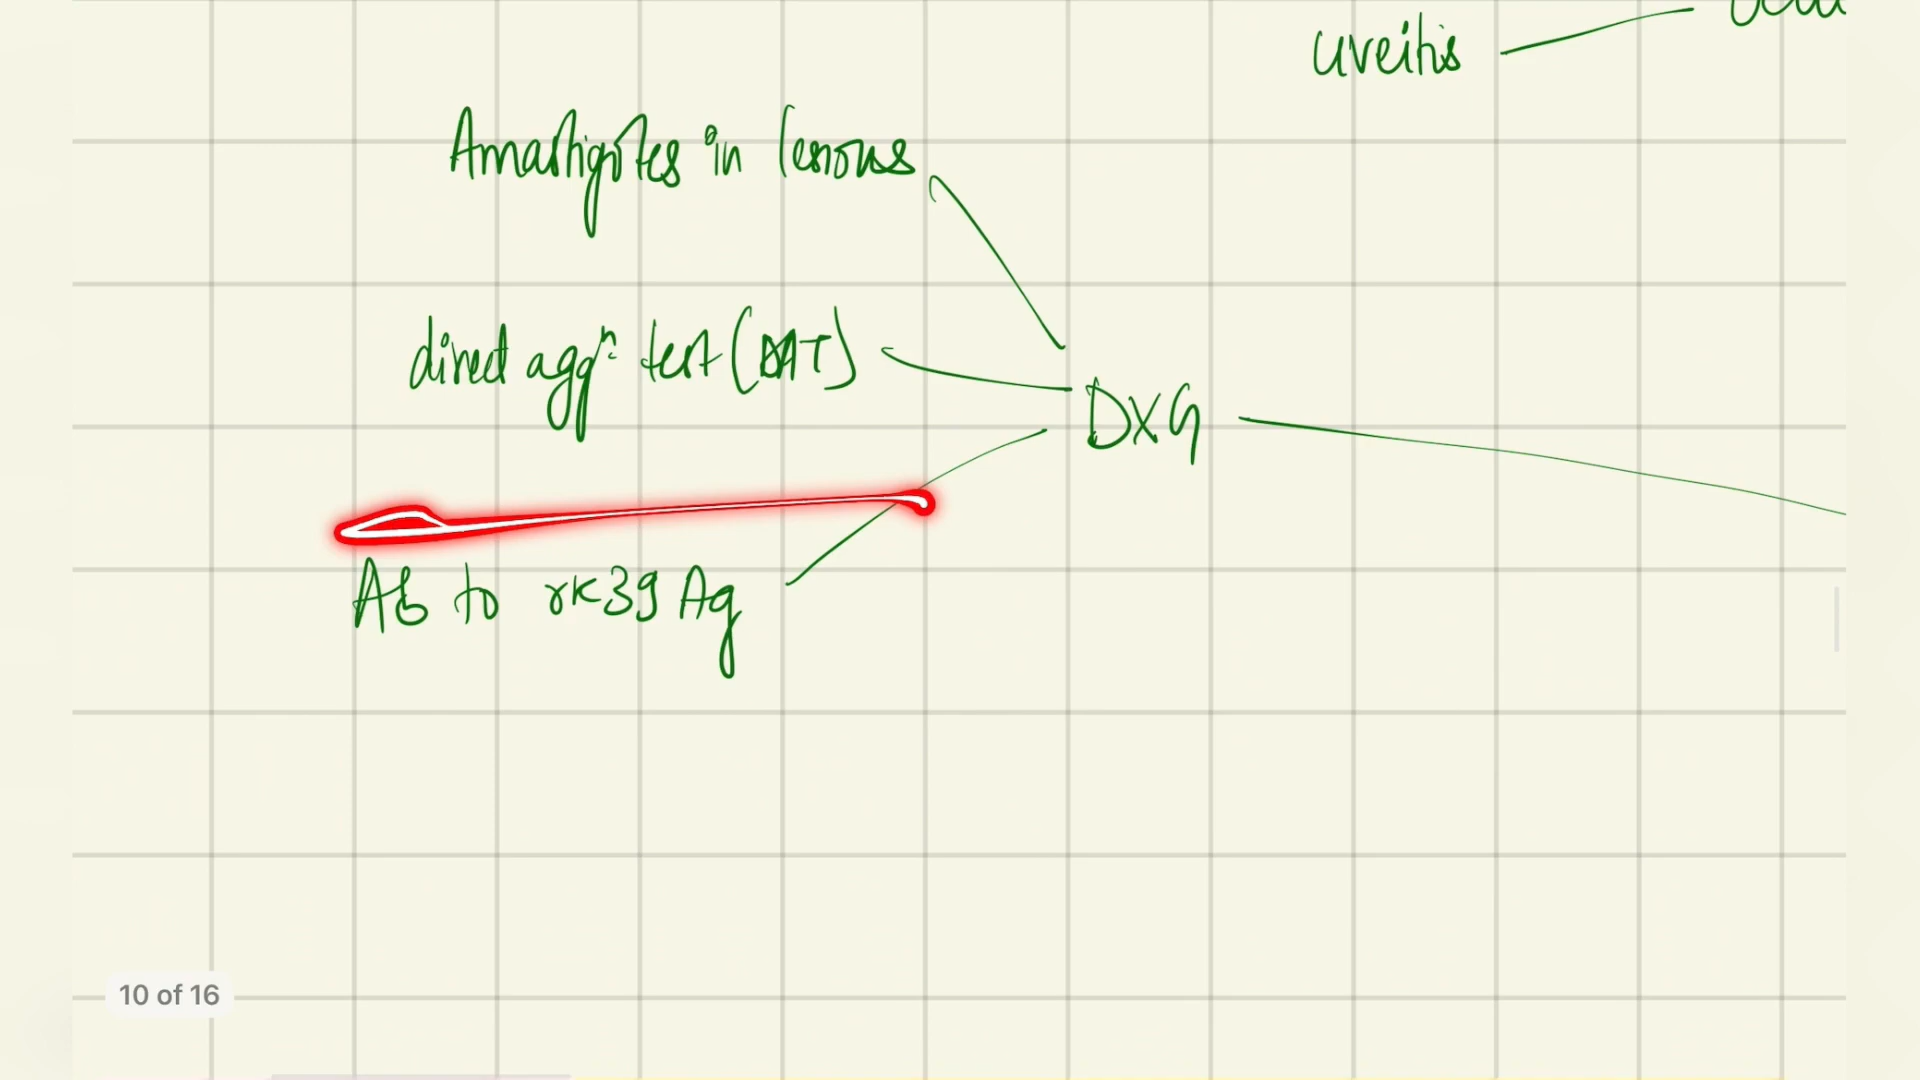 uveitis
Amastigotes in lesions
direct aggⁿ: test (DAT)
DXG
Ab to rK39 Ag
10 of 16